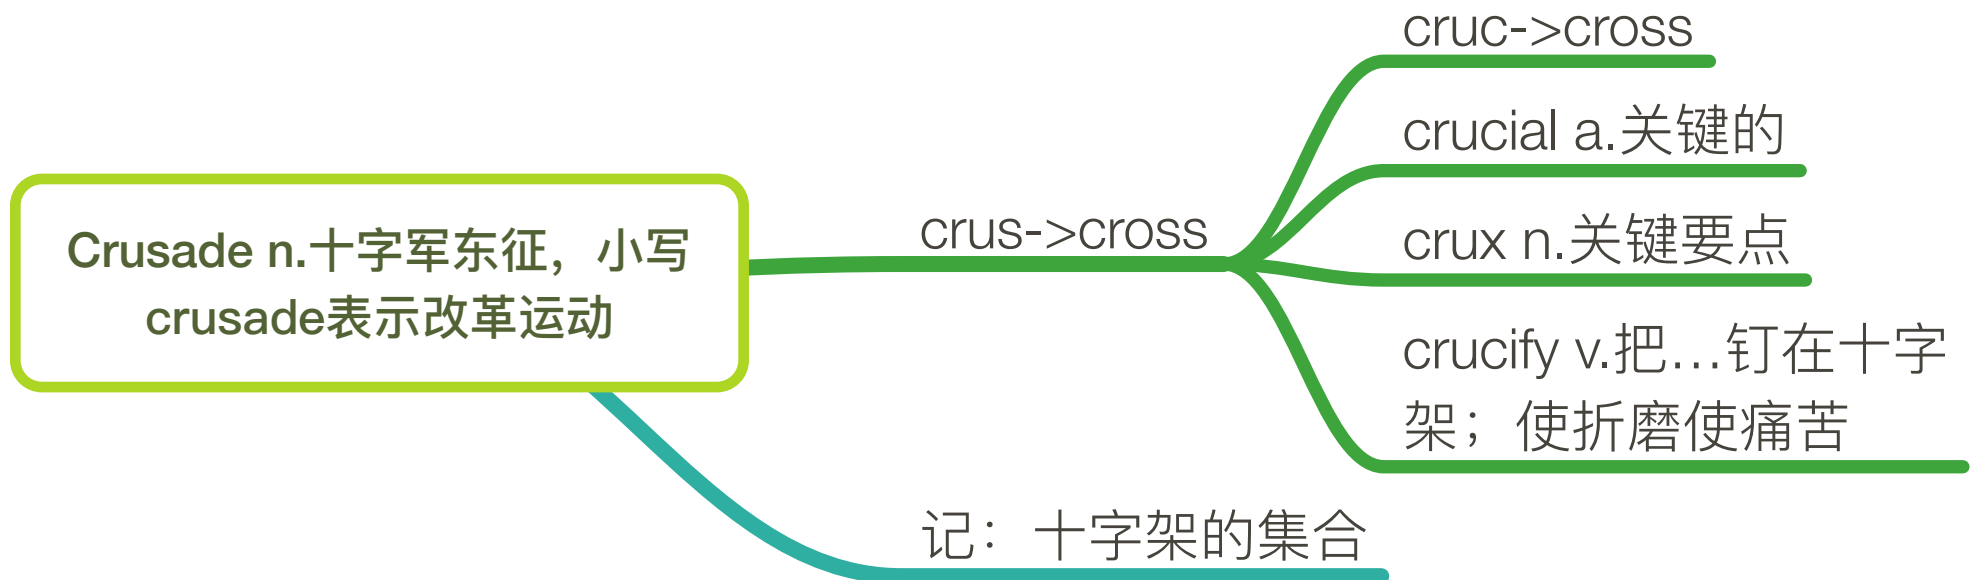 Crusade n.十字军东征，小写
crusade表示改革运动
crus->cross
cruc->cross
crucial a.关键的
crux n.关键要点
crucify v.把…钉在十字
架；使折磨使痛苦
记：十字架的集合